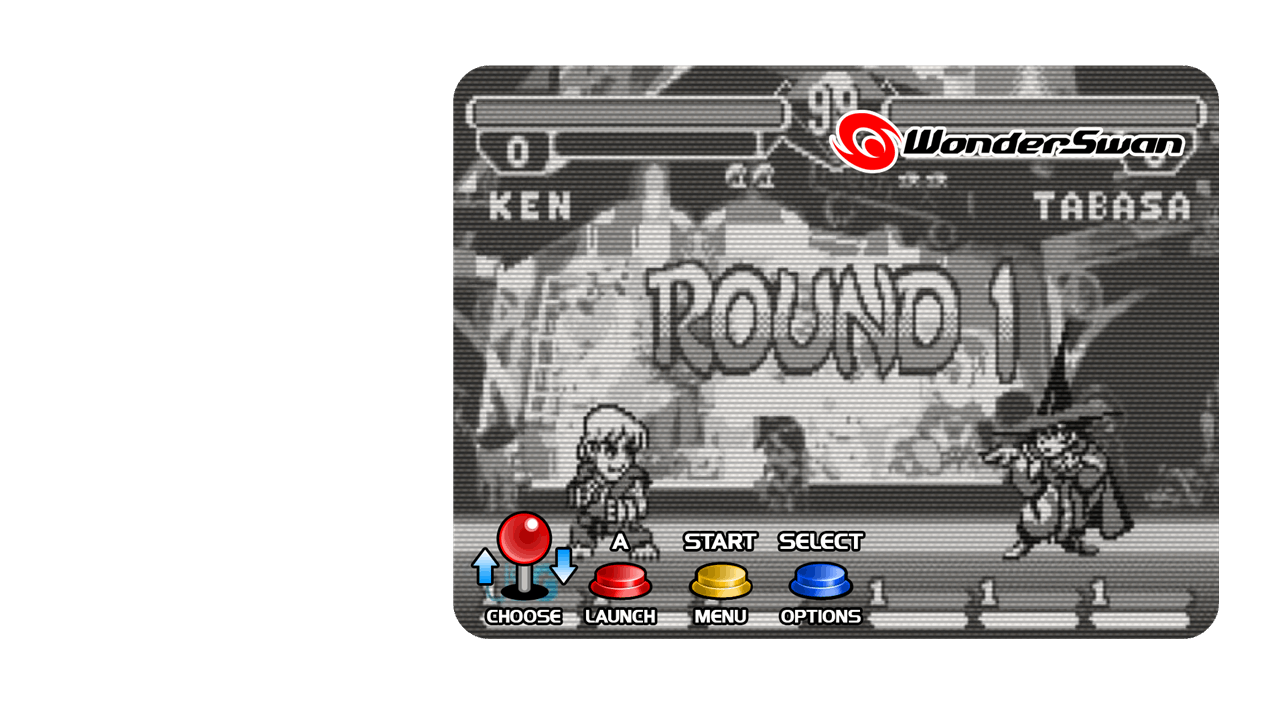 99
WonderSwan
0
KEN
TABASA
ROUND 1
A START SELECT
1 1 1
CHOOSE LAUNCH MENU OPTIONS